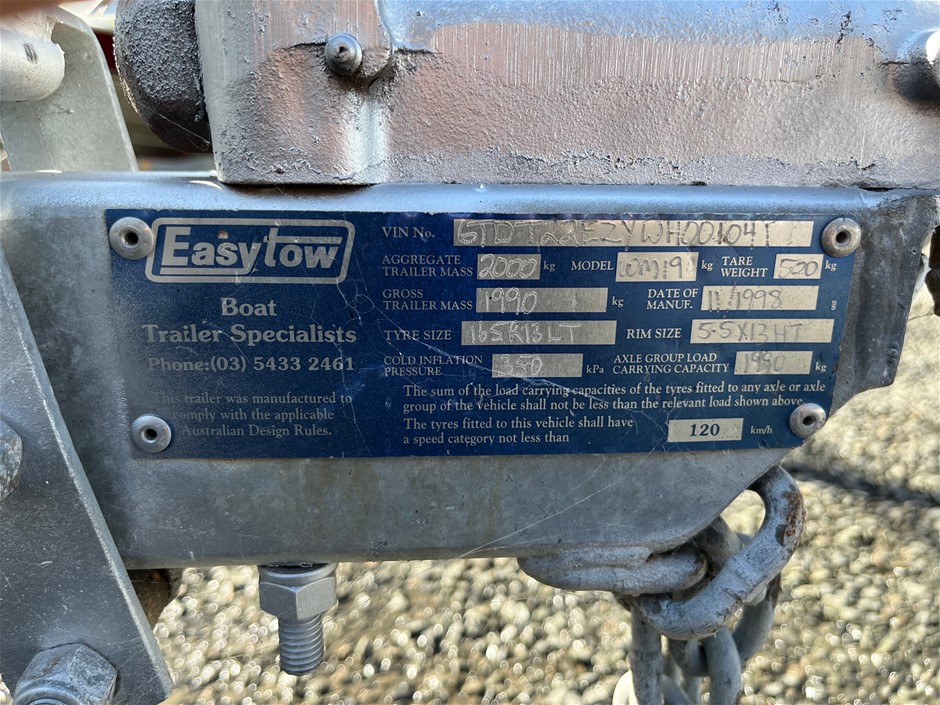 Easytow
Boat
Trailer Specialists
Phone:(03) 5433 2461
This trailer was manufactured to
comply with the applicable
Australian Design Rules.
VIN No.
AGGREGATE TRAILER MASS 2000 kg MODEL WM191 kg TARE WEIGHT 500 kg
GROSS TRAILER MASS 1990 kg DATE OF MANUF. 11/1998
TYRE SIZE 165R13LT RIM SIZE 5.5X13HT
COLD INFLATION PRESSURE 350 kPa AXLE GROUP LOAD CARRYING CAPACITY 1990 kg
The sum of the load carrying capacities of the tyres fitted to any axle or axle
group of the vehicle shall not be less than the relevant load shown above.
The tyres fitted to this vehicle shall have
a speed category not less than 120 km/h